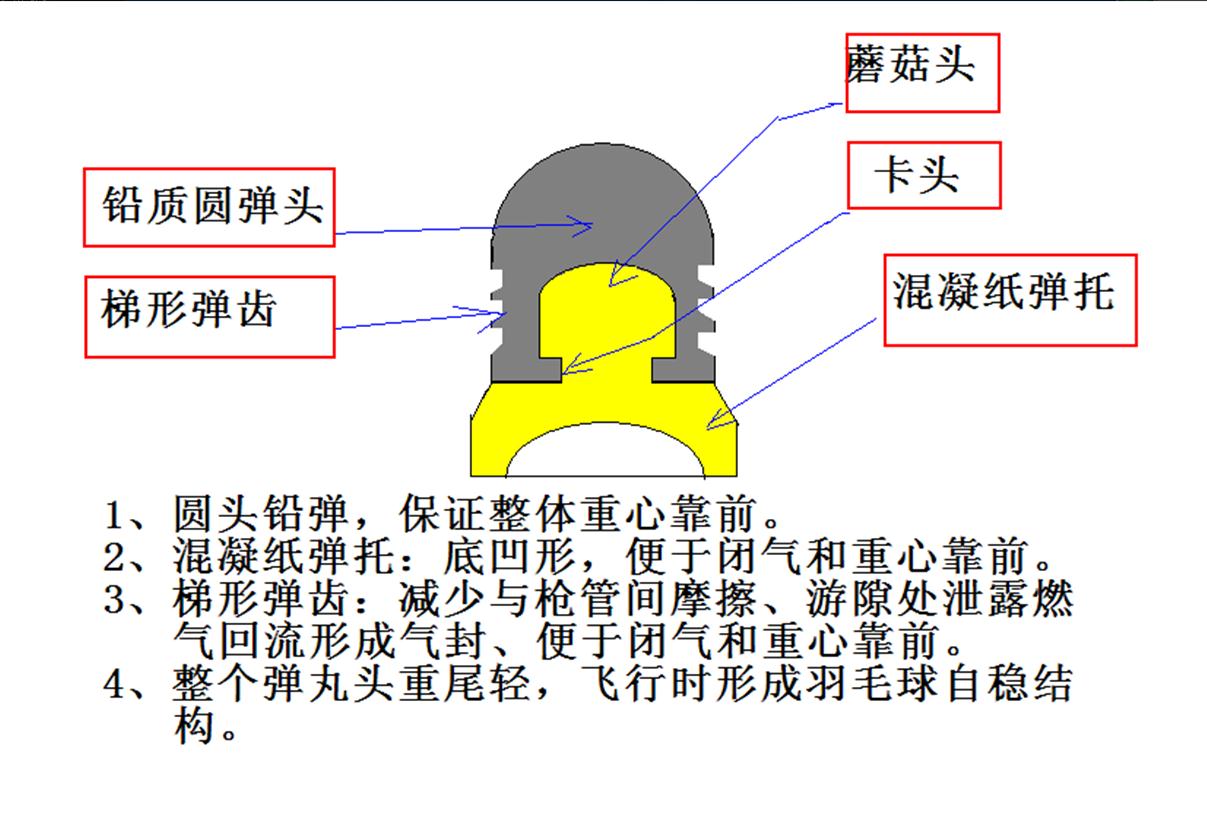 蘑菇头
卡头
铅质圆弹头
混凝纸弹托
梯形弹齿
1、圆头铅弹，保证整体重心靠前。
2、混凝纸弹托：底凹形，便于闭气和重心靠前。
3、梯形弹齿：减少与枪管间摩擦、游隙处泄露燃
气回流形成气封、便于闭气和重心靠前。
4、整个弹丸头重尾轻，飞行时形成羽毛球自稳结
构。